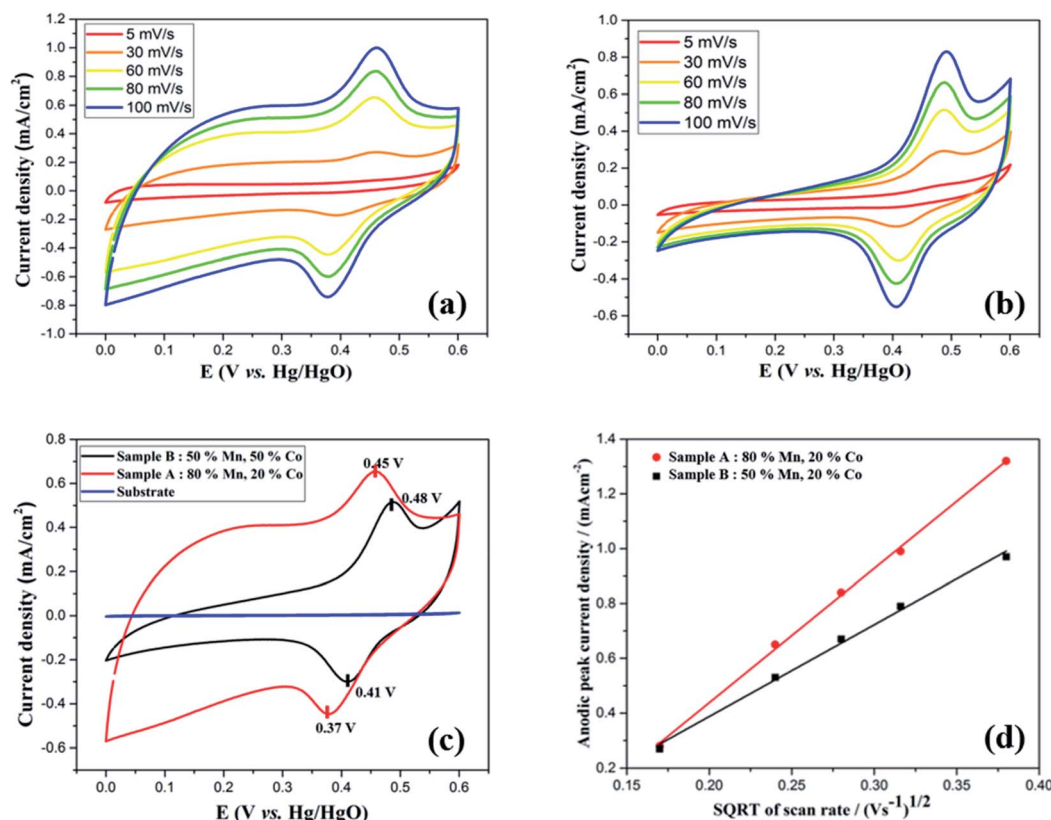 5 mV/s
30 mV/s
60 mV/s
80 mV/s
100 mV/s
1.2
1.0
0.8
0.6
0.4
0.2
0.0
-0.2
-0.4
-0.6
-0.8
-1.0
Current density (mA/cm²)
(a)
0.0 0.1 0.2 0.3 0.4 0.5 0.6
E (V vs. Hg/HgO)
5 mV/s
30 mV/s
60 mV/s
80 mV/s
100 mV/s
1.0
0.8
0.6
0.4
0.2
0.0
-0.2
-0.4
-0.6
Current density (mA/cm²)
(b)
0.0 0.1 0.2 0.3 0.4 0.5 0.6
E (V vs. Hg/HgO)
Sample B : 50 % Mn, 50 % Co
Sample A : 80 % Mn, 20 % Co
Substrate
0.8
0.6
0.4
0.2
0.0
-0.2
-0.4
-0.6
Current density (mA/cm²)
0.45 V
0.48 V
0.41 V
0.37 V
(c)
0.0 0.1 0.2 0.3 0.4 0.5 0.6
E (V vs. Hg/HgO)
Sample A : 80 % Mn, 20 % Co
Sample B : 50 % Mn, 20 % Co
1.4
1.2
1.0
0.8
0.6
0.4
0.2
Anodic peak current density / (mAcm⁻²)
(d)
0.15 0.20 0.25 0.30 0.35 0.40
SQRT of scan rate / (Vs⁻¹)¹/²